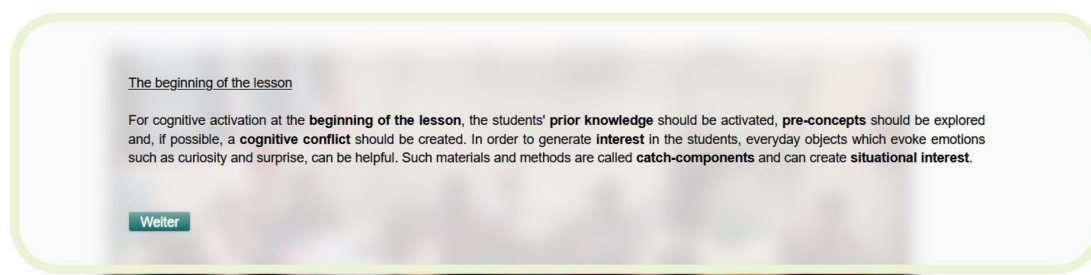 The beginning of the lesson
For cognitive activation at the beginning of the lesson, the students' prior knowledge should be activated, pre-concepts should be explored
and, if possible, a cognitive conflict should be created. In order to generate interest in the students, everyday objects which evoke emotions
such as curiosity and surprise, can be helpful. Such materials and methods are called catch-components and can create situational interest.
Weiter